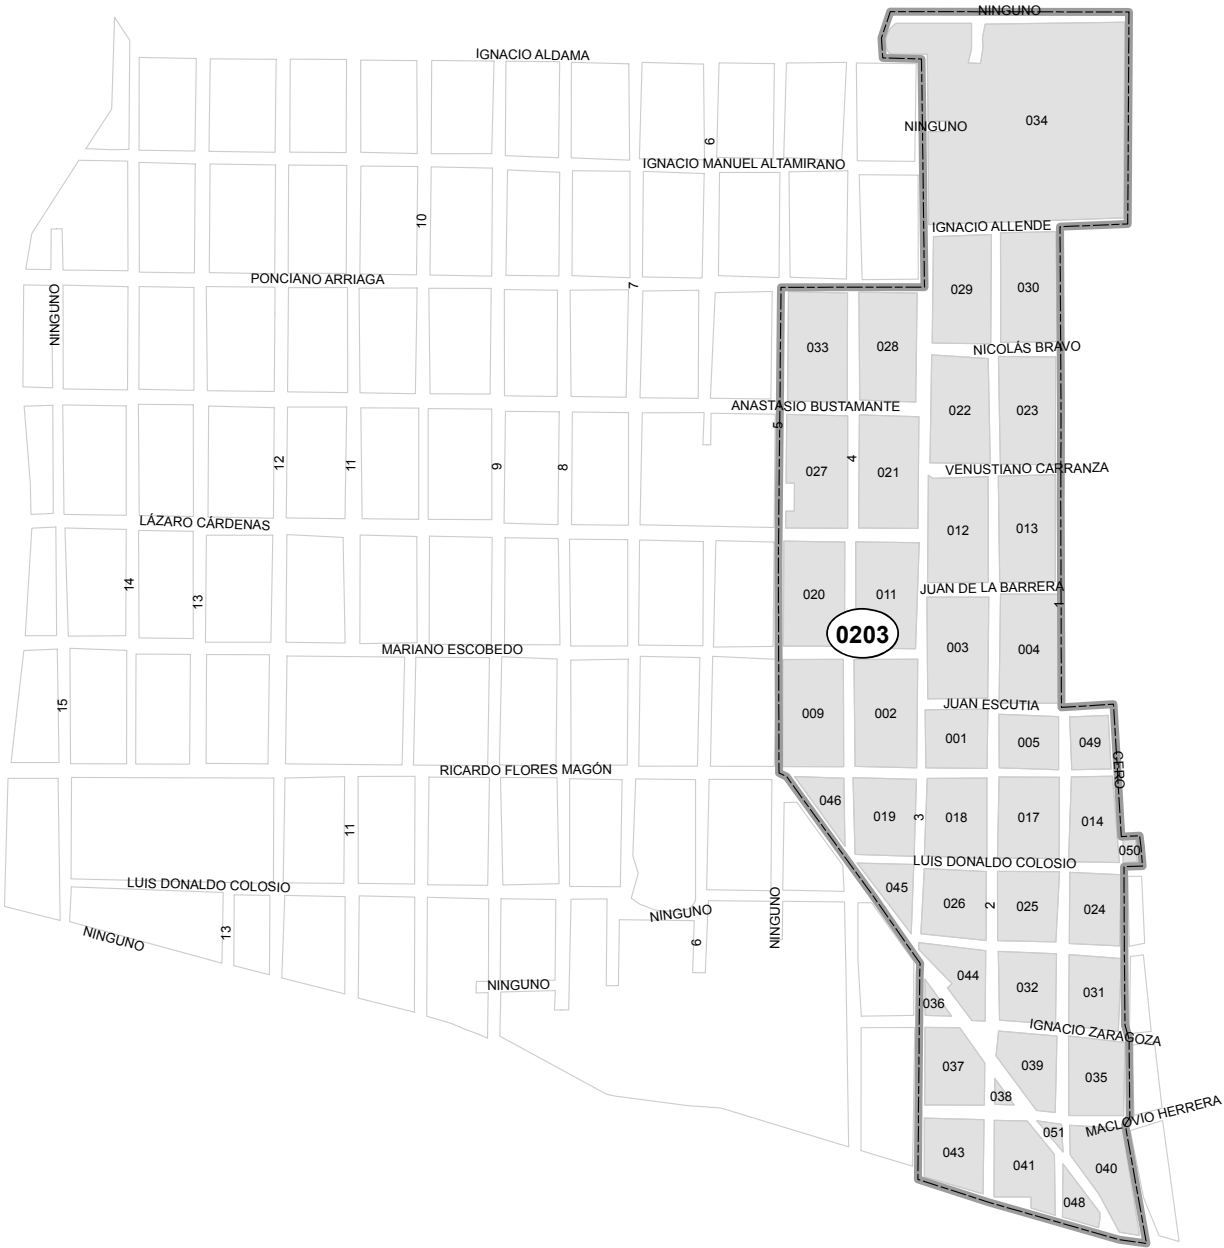 NINGUNO
IGNACIO ALDAMA
034
NINGUNO
6
IGNACIO MANUEL ALTAMIRANO
10
IGNACIO ALLENDE
PONCIANO ARRIAGA
7
029
030
NINGUNO
033
028
NICOLÁS BRAVO
ANASTASIO BUSTAMANTE
022
023
5
4
12
11
9
8
027
021
VENUSTIANO CARRANZA
LÁZARO CÁRDENAS
012
013
14
13
020
011
JUAN DE LA BARRERA
1
0203
MARIANO ESCOBEDO
003
004
15
009
002
JUAN ESCUTIA
001
005
049
CERO
RICARDO FLORES MAGÓN
046
019
3
018
017
014
11
050
LUIS DONALDO COLOSIO
LUIS DONALDO COLOSIO
045
026
2
025
024
NINGUNO
NINGUNO
13
6
NINGUNO
044
032
031
NINGUNO
036
IGNACIO ZARAGOZA
037
039
035
038
MACLOVIO HERRERA
051
043
041
040
048